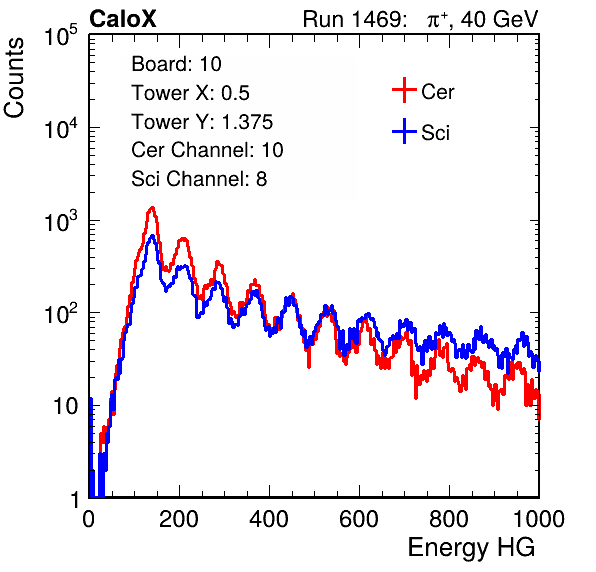 CaloX Run 1469: π⁺, 40 GeV
Board: 10
Tower X: 0.5
Tower Y: 1.375
Cer Channel: 10
Sci Channel: 8
Cer
Sci
Counts
10⁵
10⁴
10³
10²
10
1
0 200 400 600 800 1000
Energy HG